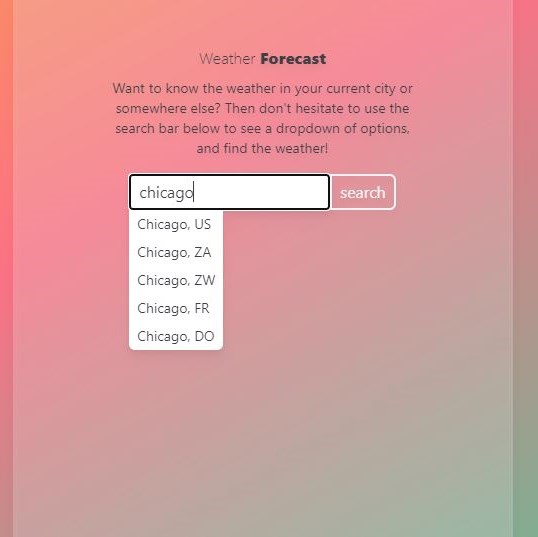 Weather Forecast
Want to know the weather in your current city or
somewhere else? Then don't hesitate to use the
search bar below to see a dropdown of options,
and find the weather!
chicago search
Chicago, US
Chicago, ZA
Chicago, ZW
Chicago, FR
Chicago, DO